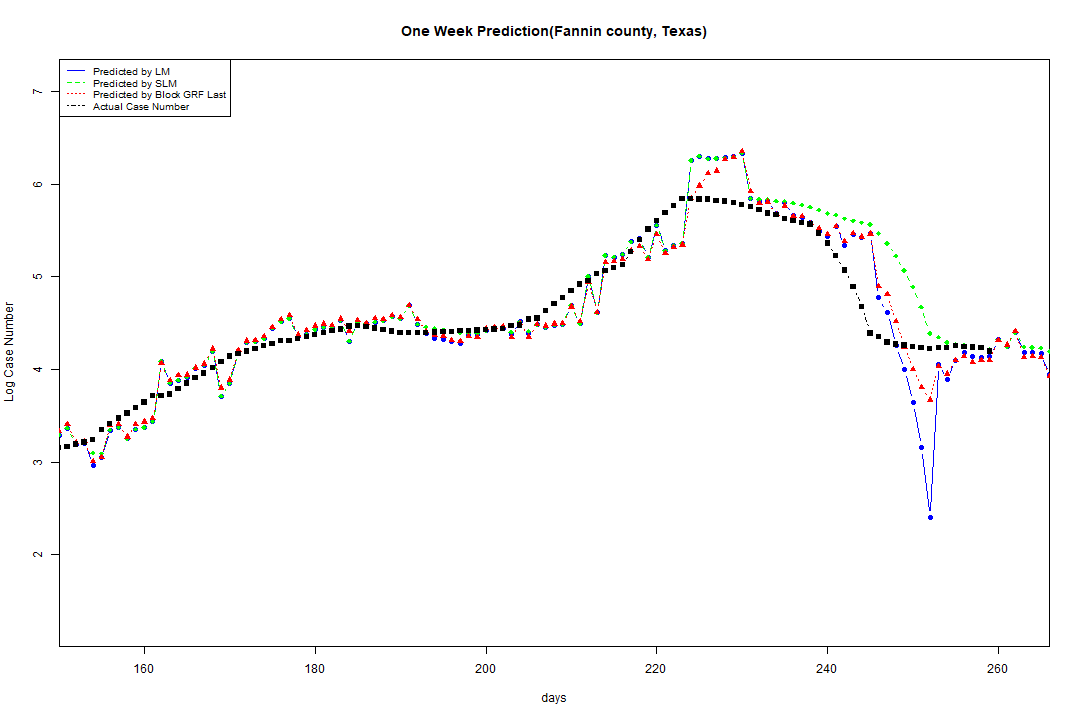 One Week Prediction(Fannin county, Texas)
Predicted by LM
Predicted by SLM
Predicted by Block GRF Last
Actual Case Number
7
6
5
4
3
2
Log Case Number
160 180 200 220 240 260
days